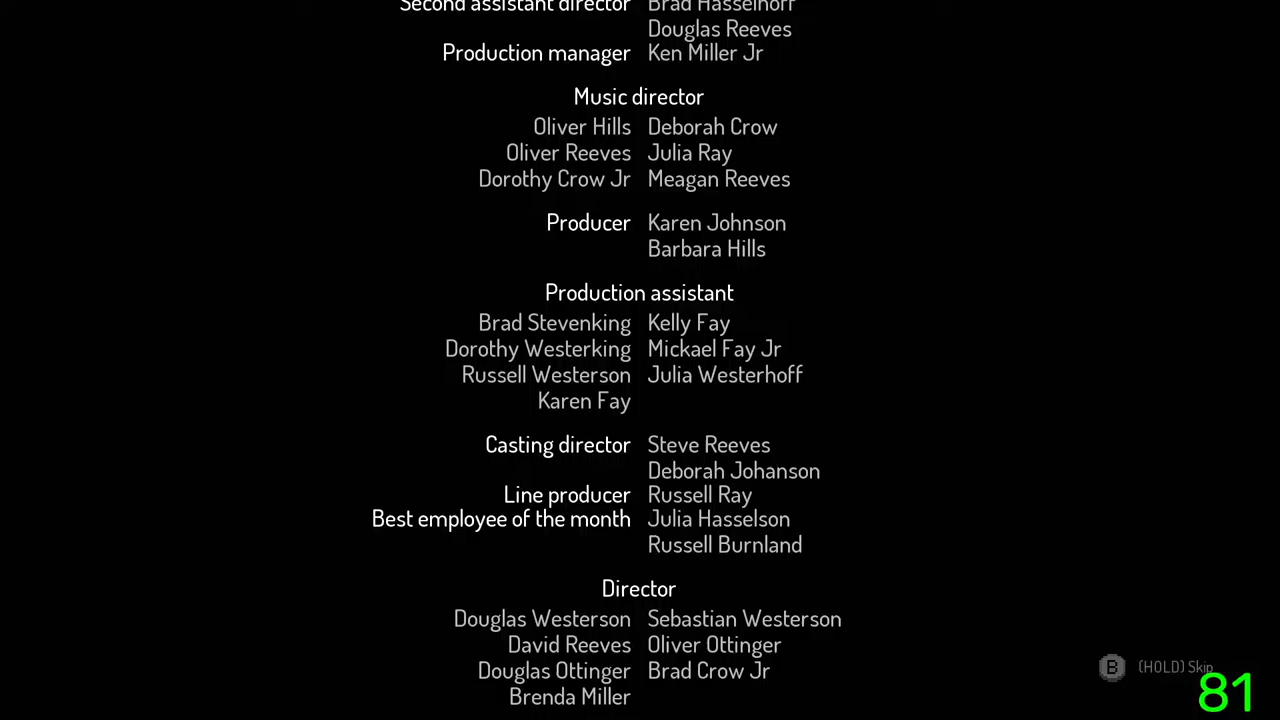 Second assistant director Brad Hasselhoff
Douglas Reeves
Production manager Ken Miller Jr
Music director
Oliver Hills Deborah Crow
Oliver Reeves Julia Ray
Dorothy Crow Jr Meagan Reeves
Producer Karen Johnson
Barbara Hills
Production assistant
Brad Stevenking Kelly Fay
Dorothy Westerking Mickael Fay Jr
Russell Westerson Julia Westerhoff
Karen Fay
Casting director Steve Reeves
Deborah Johanson
Line producer Russell Ray
Best employee of the month Julia Hasselson
Russell Burnland
Director
Douglas Westerson Sebastian Westerson
David Reeves Oliver Ottinger
Douglas Ottinger Brad Crow Jr
Brenda Miller
B (HOLD) Skip
81